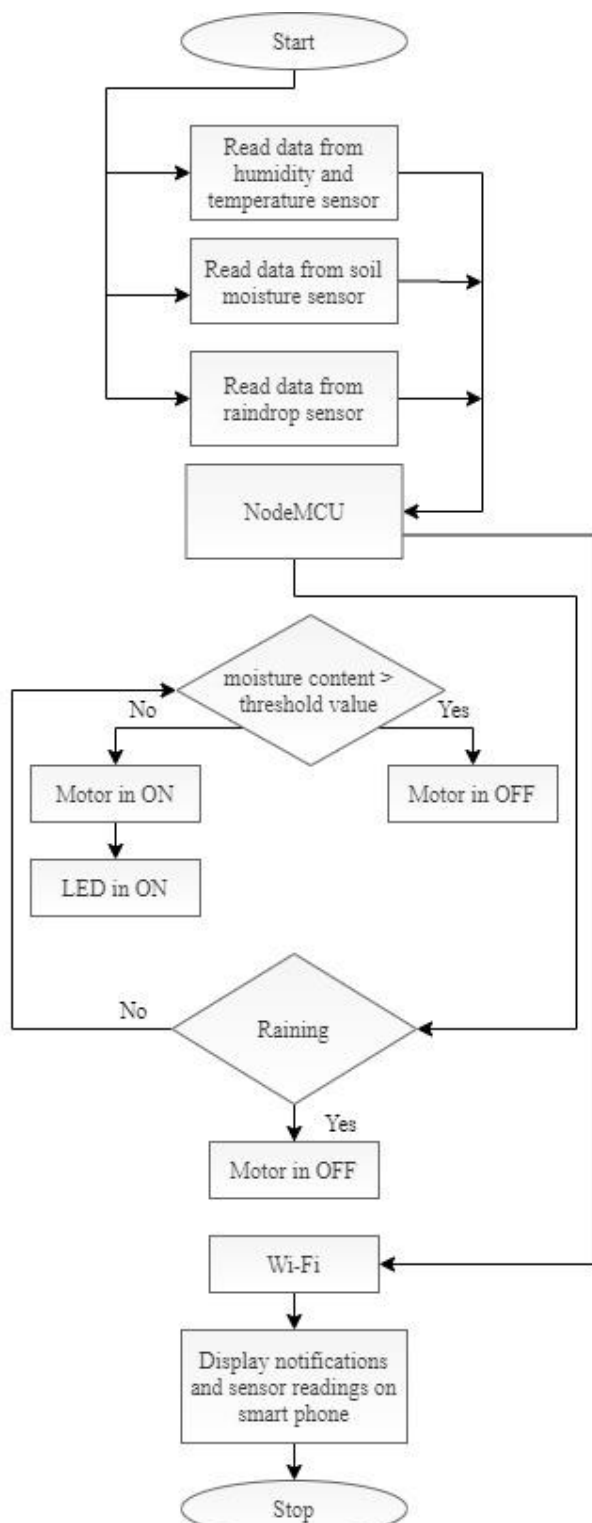 Start
Read data from
humidity and
temperature sensor
Read data from soil
moisture sensor
Read data from
raindrop sensor
NodeMCU
moisture content >
threshold value
No
Yes
Motor in ON
Motor in OFF
LED in ON
No
Raining
Yes
Motor in OFF
Wi-Fi
Display notifications
and sensor readings on
smart phone
Stop